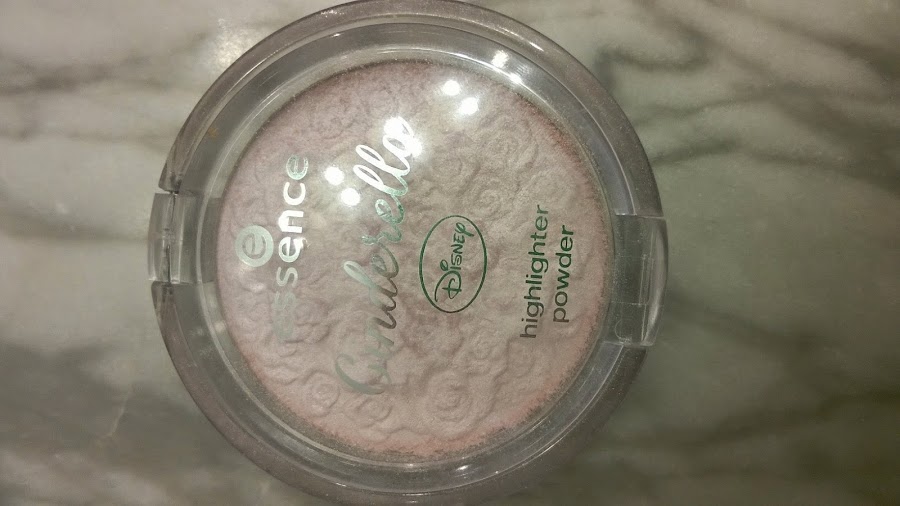 e
essence
Cinderella
Disney
highlighter
powder